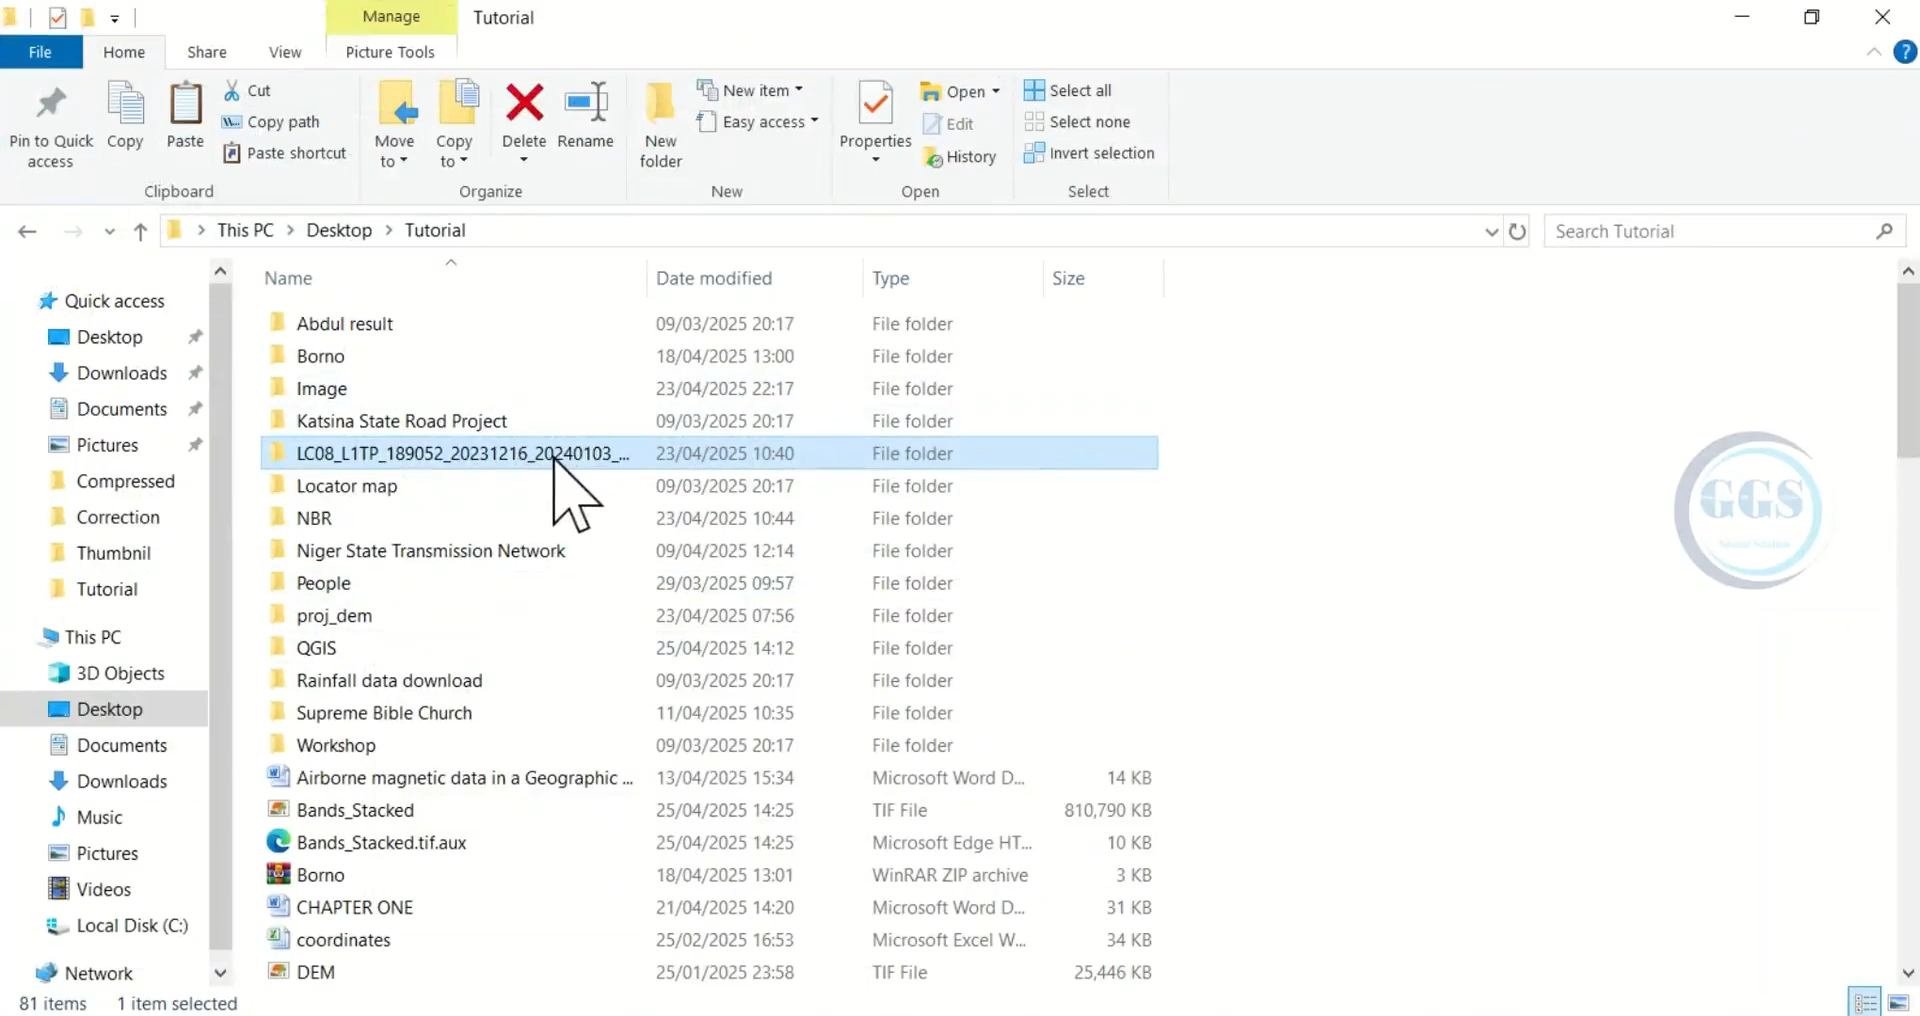 Manage
Tutorial
File
Home
Share
View
Picture Tools
?
Pin to Quick access
Copy
Paste
Cut
Copy path
Paste shortcut
Clipboard
Move to
Copy to
Delete
Rename
Organize
New folder
New item
Easy access
New
Properties
Open
Edit
History
Open
Select all
Select none
Invert selection
Select
This PC > Desktop > Tutorial
Search Tutorial
Quick access
Desktop
Downloads
Documents
Pictures
Compressed
Correction
Thumbnil
Tutorial
This PC
3D Objects
Desktop
Documents
Downloads
Music
Pictures
Videos
Local Disk (C:)
Network
Name Date modified Type Size
Abdul result 09/03/2025 20:17 File folder
Borno 18/04/2025 13:00 File folder
Image 23/04/2025 22:17 File folder
Katsina State Road Project 09/03/2025 20:17 File folder
LC08_L1TP_189052_20231216_20240103_... 23/04/2025 10:40 File folder
Locator map 09/03/2025 20:17 File folder
NBR 23/04/2025 10:44 File folder
Niger State Transmission Network 09/04/2025 12:14 File folder
People 29/03/2025 09:57 File folder
proj_dem 23/04/2025 07:56 File folder
QGIS 25/04/2025 14:12 File folder
Rainfall data download 09/03/2025 20:17 File folder
Supreme Bible Church 11/04/2025 10:35 File folder
Workshop 09/03/2025 20:17 File folder
Airborne magnetic data in a Geographic ... 13/04/2025 15:34 Microsoft Word D... 14 KB
Bands_Stacked 25/04/2025 14:25 TIF File 810,790 KB
Bands_Stacked.tif.aux 25/04/2025 14:25 Microsoft Edge HT... 10 KB
Borno 18/04/2025 13:01 WinRAR ZIP archive 3 KB
CHAPTER ONE 21/04/2025 14:20 Microsoft Word D... 31 KB
coordinates 25/02/2025 16:53 Microsoft Excel W... 34 KB
DEM 25/01/2025 23:58 TIF File 25,446 KB
GGS
81 items 1 item selected